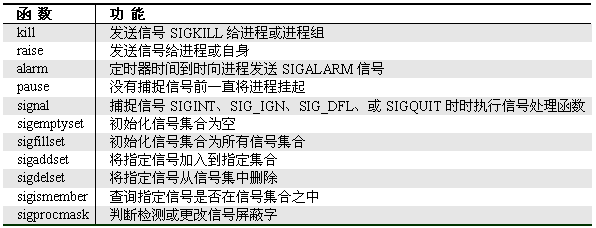 函 数 功 能
kill 发送信号 SIGKILL 给进程或进程组
raise 发送信号给进程或自身
alarm 定时器时间到时向进程发送 SIGALARM 信号
pause 没有捕捉信号前一直将进程挂起
signal 捕捉信号 SIGINT、SIG_IGN、SIG_DFL、或 SIGQUIT 时时执行信号处理函数
sigemptyset 初始化信号集合为空
sigfillset 初始化信号集合为所有信号集合
sigaddset 将指定信号加入到指定集合
sigdelset 将指定信号从信号集中删除
sigismember 查询指定信号是否在信号集合之中
sigprocmask 判断检测或更改信号屏蔽字